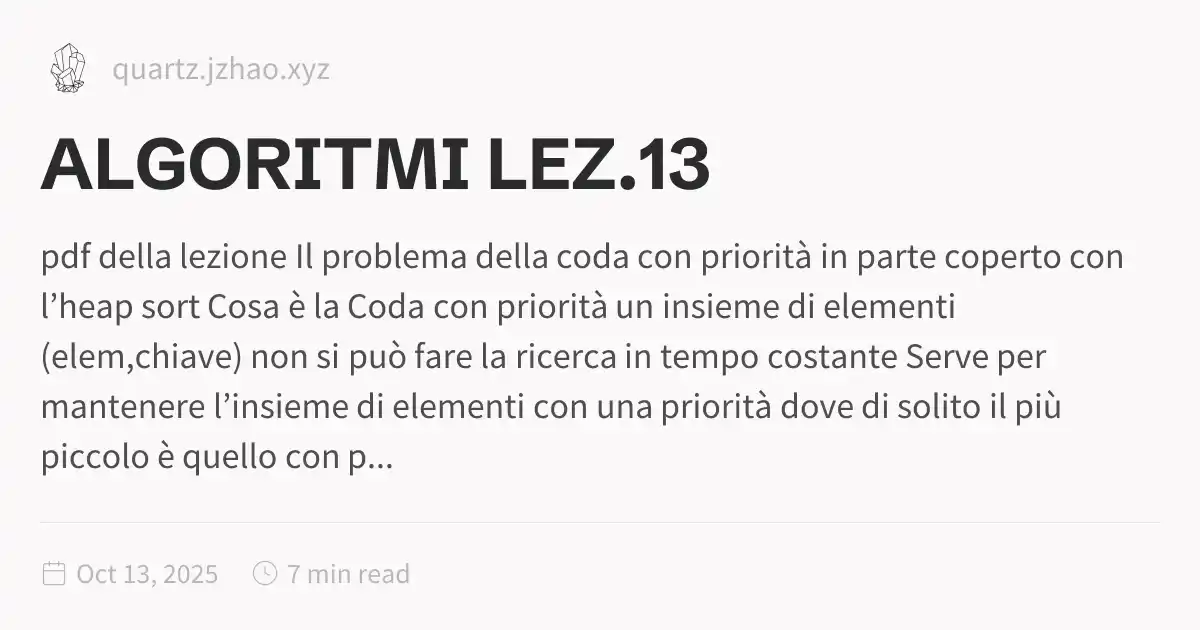 quartz.jzhao.xyz
ALGORITMI LEZ.13
pdf della lezione Il problema della coda con priorità in parte coperto con
l’heap sort Cosa è la Coda con priorità un insieme di elementi
(elem,chiave) non si può fare la ricerca in tempo costante Serve per
mantenere l’insieme di elementi con una priorità dove di solito il più
piccolo è quello con p...
Oct 13, 2025 7 min read